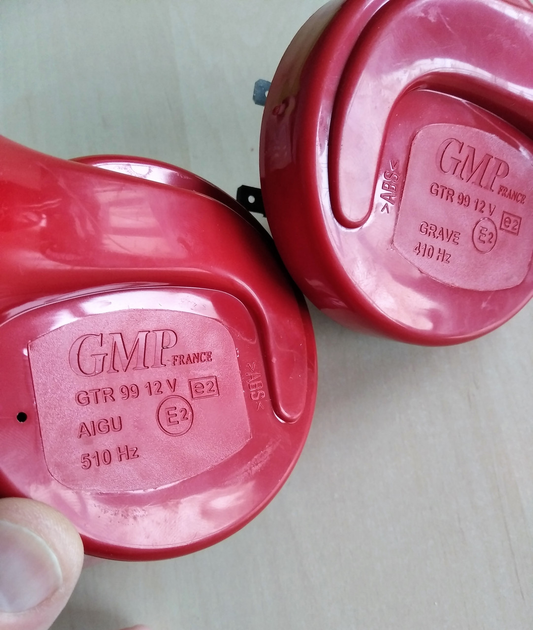 GMP FRANCE
GTR 99 12 V e2
AIGU E2
510 Hz
>ABS<
GMP FRANCE
GTR 99 12 V e2
GRAVE E2
410 Hz
>ABS<